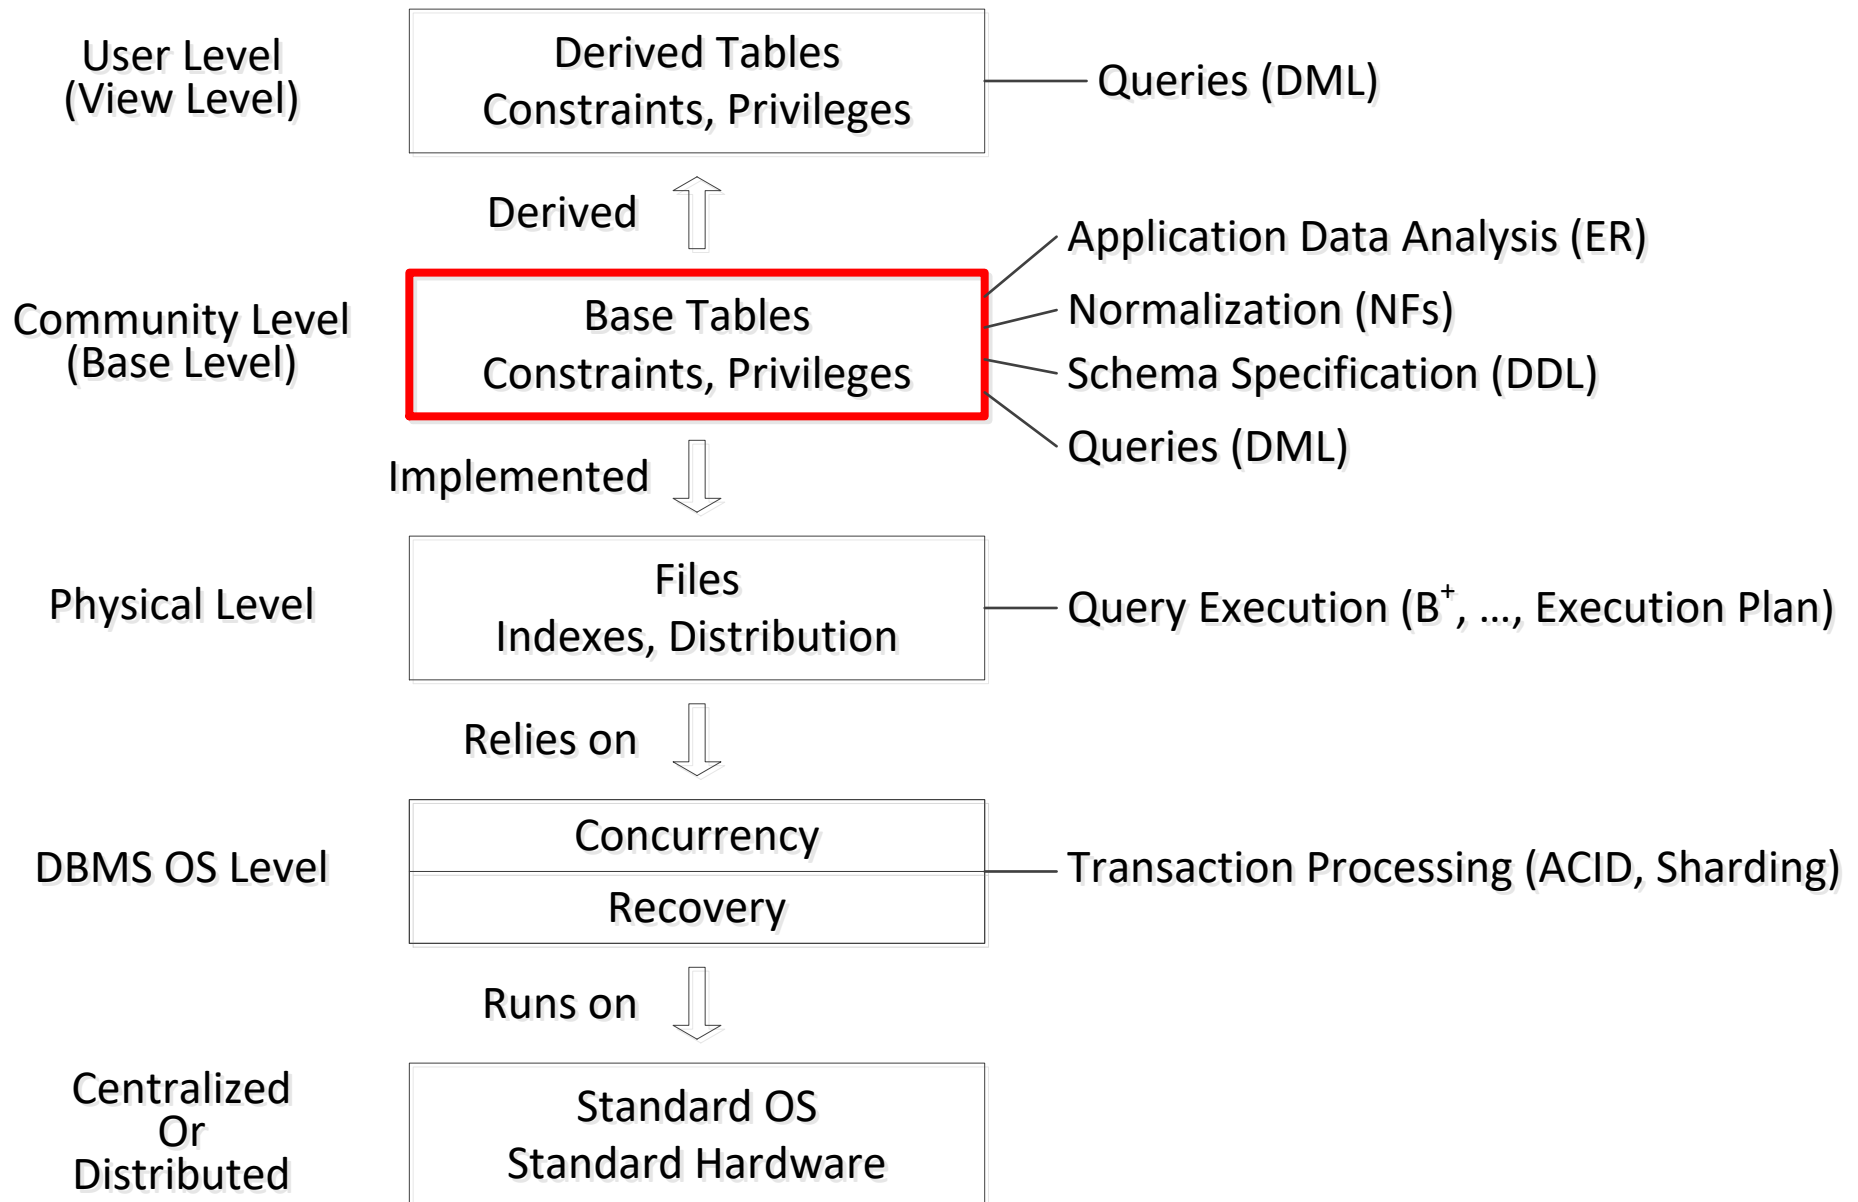 User Level
(View Level)
Derived Tables
Constraints, Privileges
Queries (DML)
Derived
Community Level
(Base Level)
Base Tables
Constraints, Privileges
Application Data Analysis (ER)
Normalization (NFs)
Schema Specification (DDL)
Queries (DML)
Implemented
Physical Level
Files
Indexes, Distribution
Query Execution (B⁺, ..., Execution Plan)
Relies on
DBMS OS Level
Concurrency
Recovery
Transaction Processing (ACID, Sharding)
Runs on
Centralized
Or
Distributed
Standard OS
Standard Hardware